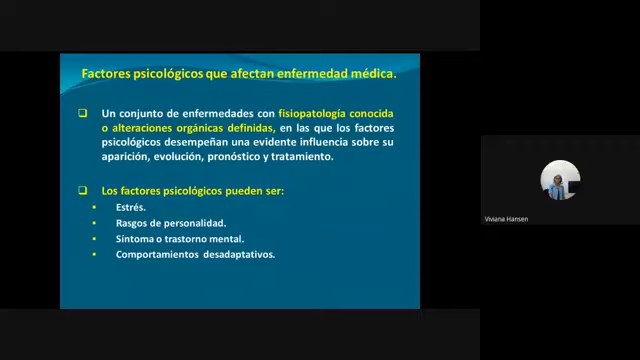 Factores psicológicos que afectan enfermedad médica.
❑ Un conjunto de enfermedades con fisiopatología conocida
o alteraciones orgánicas definidas, en las que los factores
psicológicos desempeñan una evidente influencia sobre su
aparición, evolución, pronóstico y tratamiento.
❑ Los factores psicológicos pueden ser:
▪ Estrés.
▪ Rasgos de personalidad.
▪ Síntoma o trastorno mental.
▪ Comportamientos desadaptativos.
Viviana Hansen